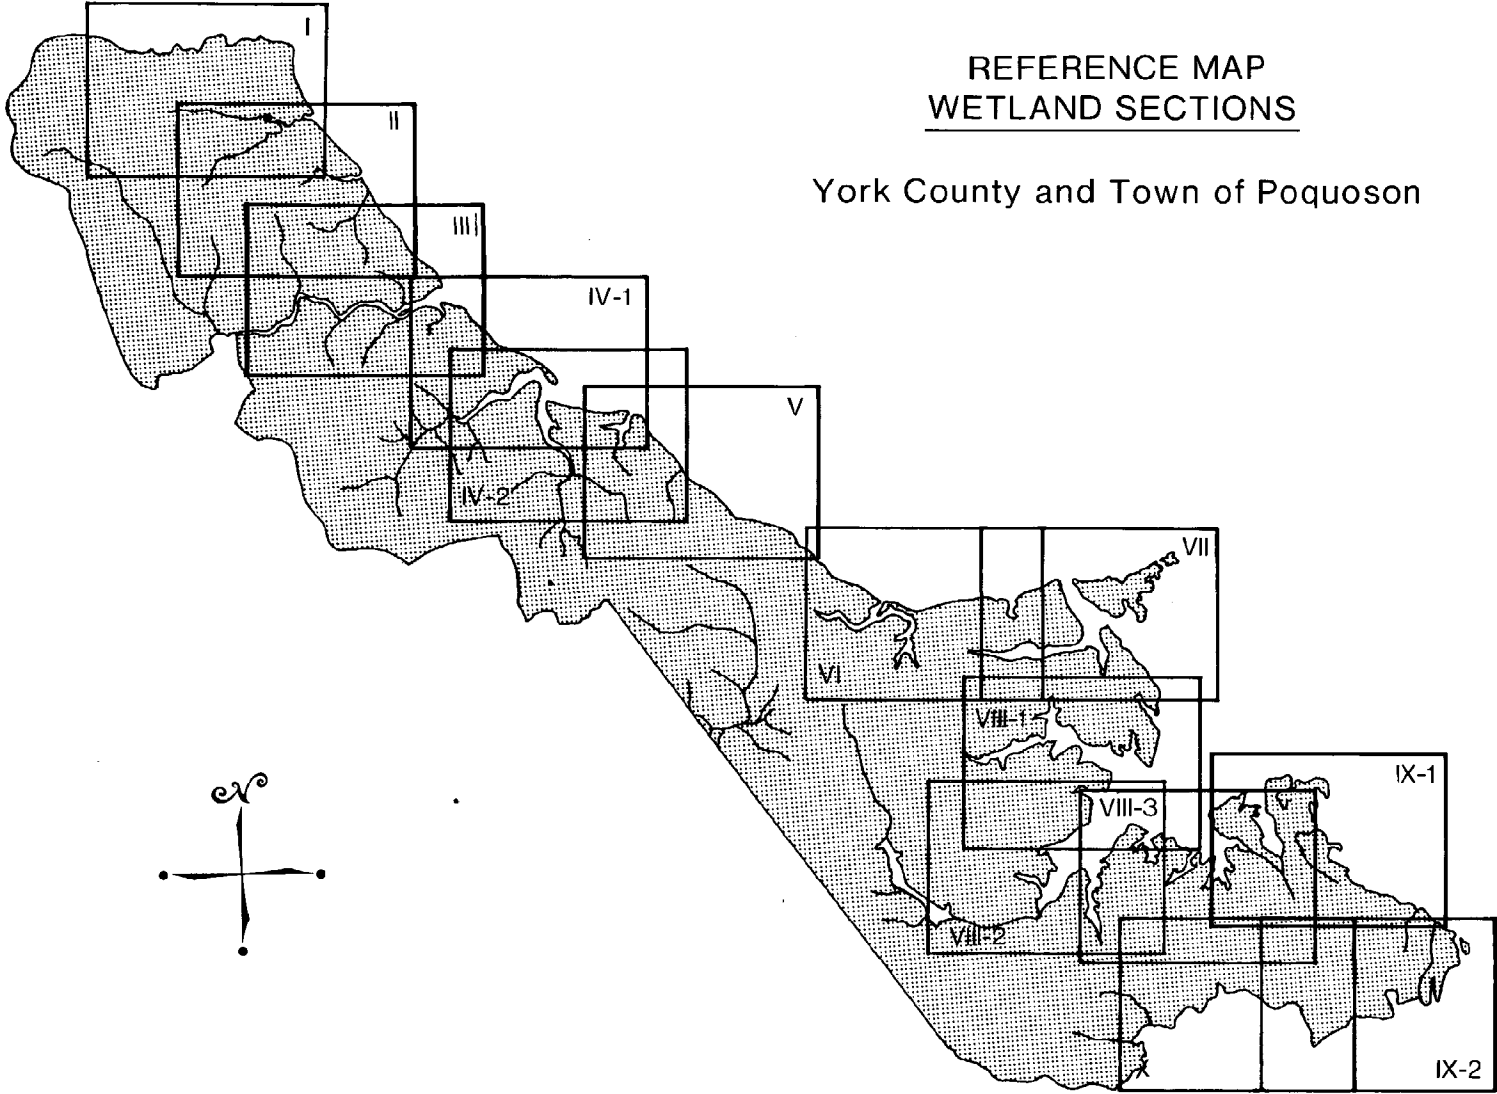 REFERENCE MAP
WETLAND SECTIONS
York County and Town of Poquoson
I
II
III
IV-1
V
IV-2
VII
VI
VIII-1
IX-1
VIII-3
VIII-2
X
IX-2
N